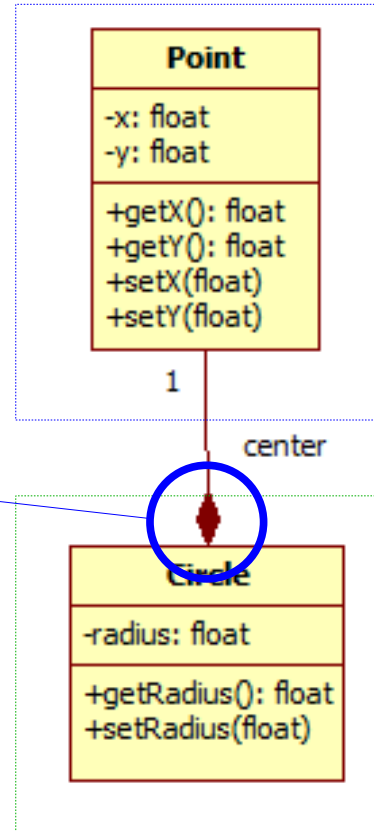 Point
-x: float
-y: float
+getX(): float
+getY(): float
+setX(float)
+setY(float)
1
center
Circle
-radius: float
+getRadius(): float
+setRadius(float)